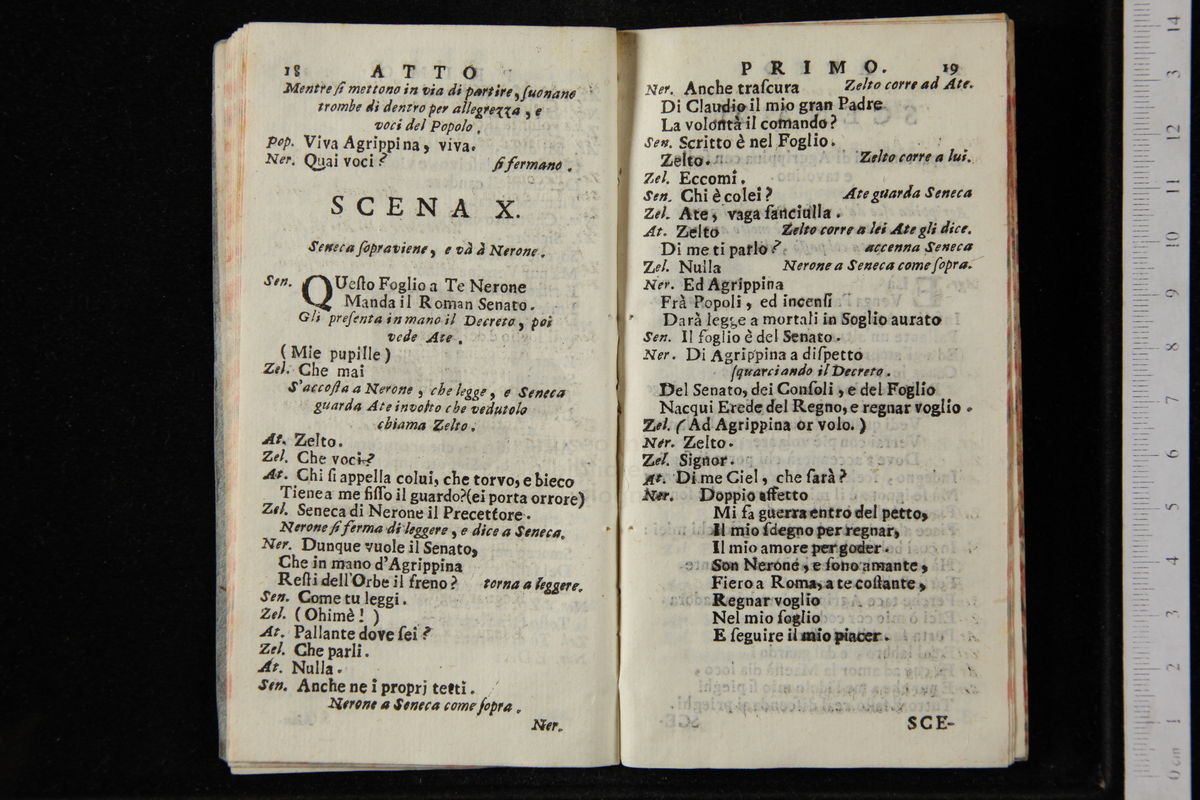 18 ATTO
Mentre ſi mettono in via di partire, ſuonano
trombe di dentro per allegrezza, e
voci del Popolo.
Pop. Viva Agrippina, viva.
Ner. Quai voci? ſi fermano.
SCENA X.
Seneca ſopraviene, e và à Nerone.
Sen. QUeſto Foglio a Te Nerone
Manda il Roman Senato.
Gli preſenta in mano il Decreto, poi
vede Ate.
(Mie pupille)
Zel. Che mai
S'accoſta a Nerone, che legge, e Seneca
guarda Ate in volto che vedutolo
chiama Zelto.
At. Zelto.
Zel. Che voci?
At. Chi ſi appella colui, che torvo, e bieco
Tiene a me fiſſo il guardo?(ei porta orrore)
Zel. Seneca di Nerone il Precettore.
Nerone ſi ferma di leggere, e dice a Seneca.
Ner. Dunque vuole il Senato,
Che in mano d'Agrippina
Reſti dell'Orbe il freno? torna a leggere.
Sen. Come tu leggi.
Zel. (Ohimè!)
At. Pallante dove ſei?
Zel. Che parli.
At. Nulla.
Sen. Anche ne i proprj tetti.
Nerone a Seneca come ſopra.
Ner.
PRIMO. 19
Ner. Anche traſcura Zelto corre ad Ate.
Di Claudio il mio gran Padre
La volontà il comando?
Sen. Scritto è nel Foglio.
Zelto. Zelto corre a lui.
Zel. Eccomi.
Sen. Chi è colei? Ate guarda Seneca
Zel. Ate, vaga fanciulla.
At. Zelto Zelto corre a lei Ate gli dice.
Di me ti parlo? accenna Seneca
Zel. Nulla Nerone a Seneca come ſopra.
Ner. Ed Agrippina
Frà Popoli, ed incenſi
Darà legge a mortali in Soglio aurato
Sen. Il foglio è del Senato.
Ner. Di Agrippina a diſpetto
ſquarciando il Decreto.
Del Senato, dei Conſoli, e del Foglio
Nacqui Erede del Regno, e regnar voglio.
Zel. (Ad Agrippina or volo.)
Ner. Zelto.
Zel. Signor.
At. Di me Ciel, che ſarà?
Ner. Doppio affetto
Mi fa guerra entro del petto,
Il mio ſdegno per regnar,
Il mio amore per goder.
Son Nerone, e ſono amante,
Fiero a Roma, a te coſtante,
Regnar voglio
Nel mio ſoglio
E ſeguire il mio piacer.
SCE-